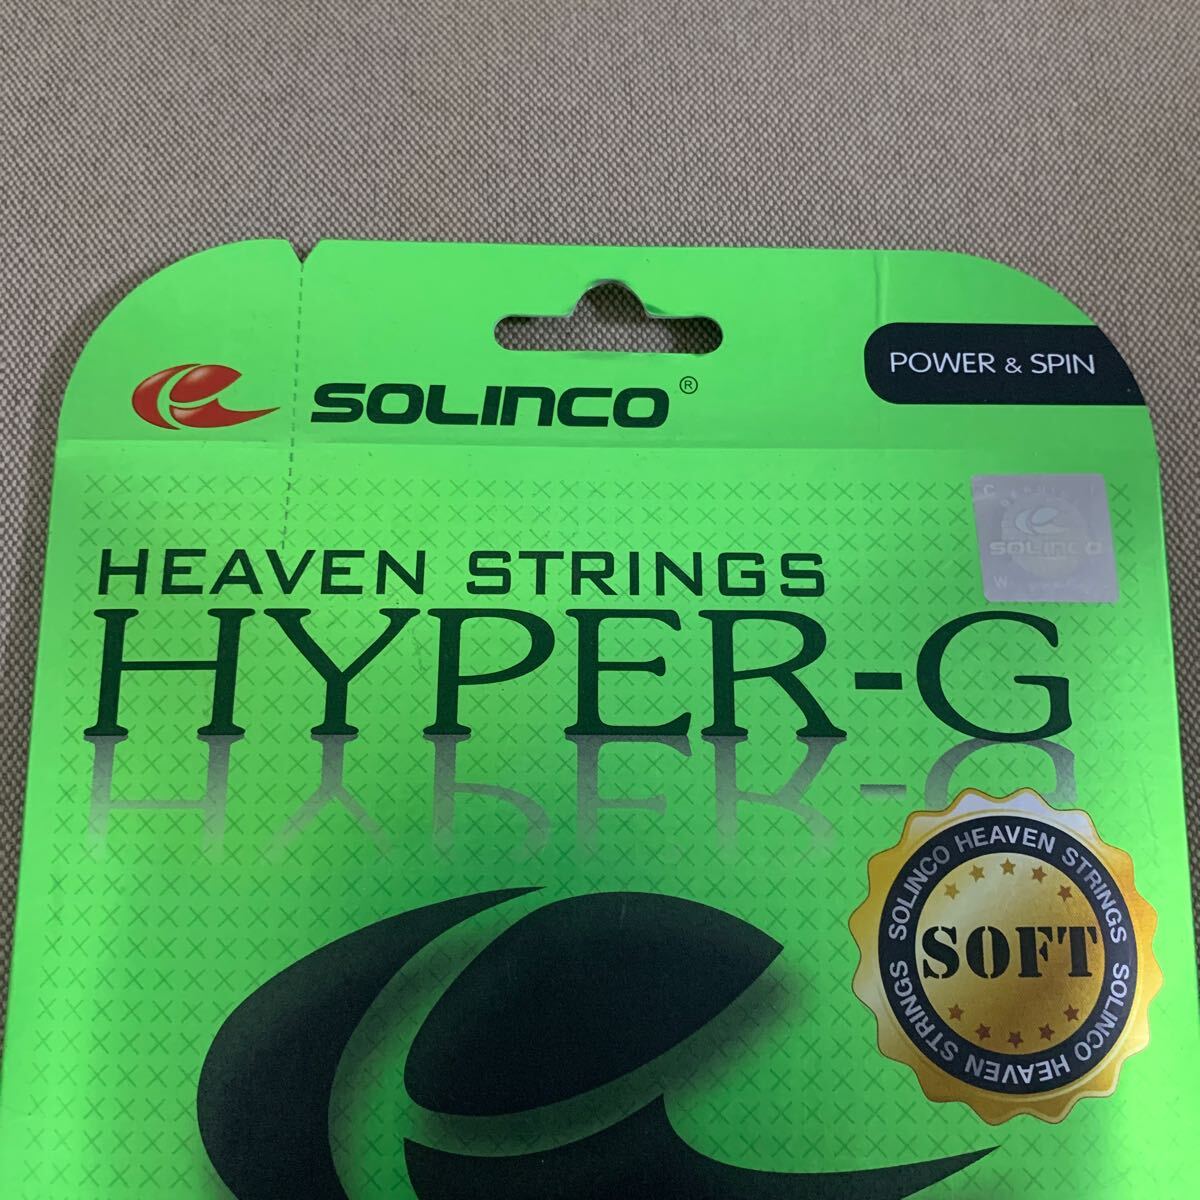 SOLINCO®
POWER & SPIN
SOLINCO
HEAVEN STRINGS
HYPER-G
SOLINCO HEAVEN STRINGS SOLINCO HEAVEN STRINGS
SOFT